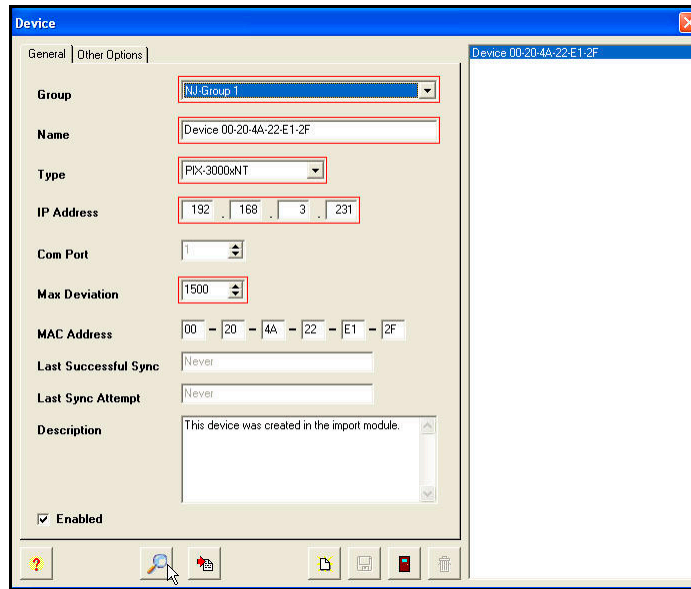 Device
General
Other Options
Device 00-20-4A-22-E1-2F
Group
NJ-Group 1
Name
Device 00-20-4A-22-E1-2F
Type
PIX-3000xNT
IP Address
192 . 168 . 3 . 231
Com Port
1
Max Deviation
1500
MAC Address
00 - 20 - 4A - 22 - E1 - 2F
Last Successful Sync
Never
Last Sync Attempt
Never
Description
This device was created in the import module.
Enabled
?